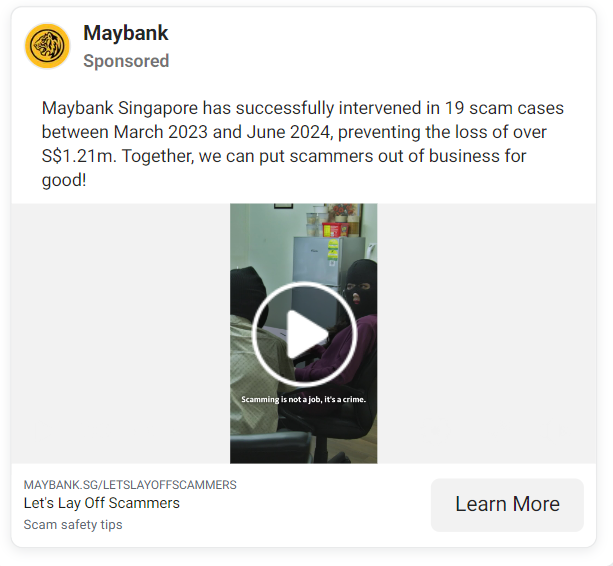 Maybank
Sponsored
Maybank Singapore has successfully intervened in 19 scam cases
between March 2023 and June 2024, preventing the loss of over
S$1.21m. Together, we can put scammers out of business for
good!
Scamming is not a job, it's a crime.
MAYBANK.SG/LETSLAYOFFSCAMMERS
Let's Lay Off Scammers
Scam safety tips
Learn More